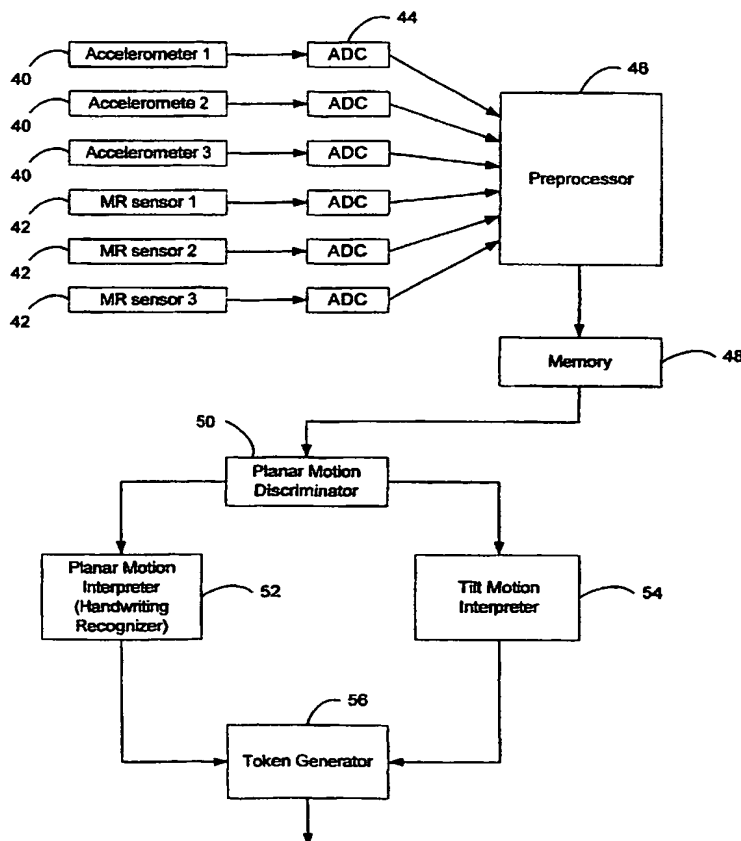 44
Accelerometer 1
ADC
46
40
Acceleromete 2
ADC
40
Accelerometer 3
ADC
Preprocessor
40
MR sensor 1
ADC
42
MR sensor 2
ADC
42
MR sensor 3
ADC
42
Memory
48
50
Planar Motion
Discriminator
Planar Motion
Interpreter
(Handwriting
Recognizer)
52
Tilt Motion
Interpreter
54
56
Token Generator